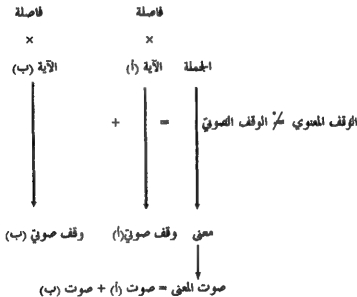 فاصلة فاصلة
× ×
الجملة الآية (أ) الآية (ب)
الوقف المعنوي ≠ الوقف الصوتيّ = +
معنى وقف صوتيّ (أ) وقف صوتيّ (ب)
صوت المعنى = صوت (أ) + صوت (ب)